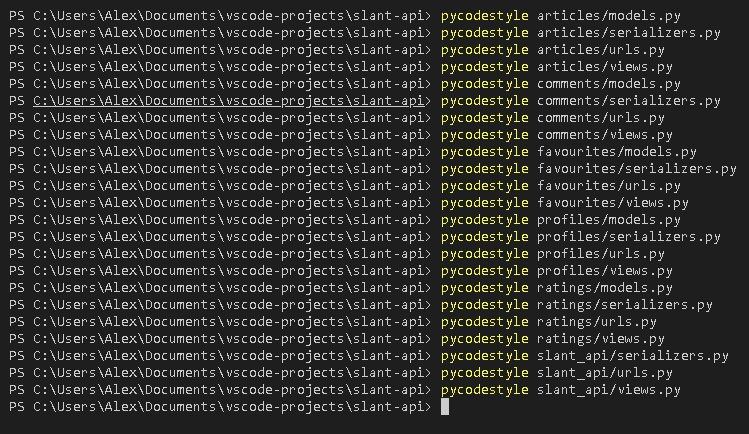 PS C:\Users\Alex\Documents\vscode-projects\slant-api> pycodestyle articles/models.py
PS C:\Users\Alex\Documents\vscode-projects\slant-api> pycodestyle articles/serializers.py
PS C:\Users\Alex\Documents\vscode-projects\slant-api> pycodestyle articles/urls.py
PS C:\Users\Alex\Documents\vscode-projects\slant-api> pycodestyle articles/views.py
PS C:\Users\Alex\Documents\vscode-projects\slant-api> pycodestyle comments/models.py
PS C:\Users\Alex\Documents\vscode-projects\slant-api> pycodestyle comments/serializers.py
PS C:\Users\Alex\Documents\vscode-projects\slant-api> pycodestyle comments/urls.py
PS C:\Users\Alex\Documents\vscode-projects\slant-api> pycodestyle comments/views.py
PS C:\Users\Alex\Documents\vscode-projects\slant-api> pycodestyle favourites/models.py
PS C:\Users\Alex\Documents\vscode-projects\slant-api> pycodestyle favourites/serializers.py
PS C:\Users\Alex\Documents\vscode-projects\slant-api> pycodestyle favourites/urls.py
PS C:\Users\Alex\Documents\vscode-projects\slant-api> pycodestyle favourites/views.py
PS C:\Users\Alex\Documents\vscode-projects\slant-api> pycodestyle profiles/models.py
PS C:\Users\Alex\Documents\vscode-projects\slant-api> pycodestyle profiles/serializers.py
PS C:\Users\Alex\Documents\vscode-projects\slant-api> pycodestyle profiles/urls.py
PS C:\Users\Alex\Documents\vscode-projects\slant-api> pycodestyle profiles/views.py
PS C:\Users\Alex\Documents\vscode-projects\slant-api> pycodestyle ratings/models.py
PS C:\Users\Alex\Documents\vscode-projects\slant-api> pycodestyle ratings/serializers.py
PS C:\Users\Alex\Documents\vscode-projects\slant-api> pycodestyle ratings/urls.py
PS C:\Users\Alex\Documents\vscode-projects\slant-api> pycodestyle ratings/views.py
PS C:\Users\Alex\Documents\vscode-projects\slant-api> pycodestyle slant_api/serializers.py
PS C:\Users\Alex\Documents\vscode-projects\slant-api> pycodestyle slant_api/urls.py
PS C:\Users\Alex\Documents\vscode-projects\slant-api> pycodestyle slant_api/views.py
PS C:\Users\Alex\Documents\vscode-projects\slant-api>